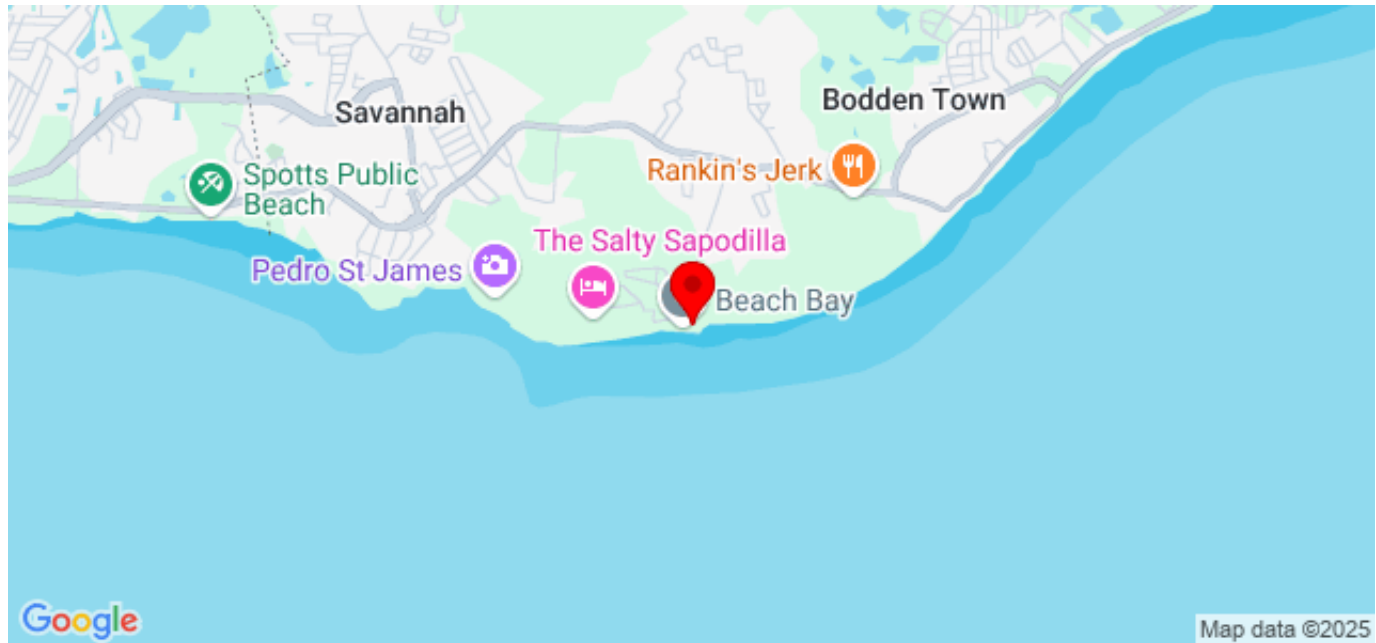 Savannah
Bodden Town
Rankin's Jerk
Spotts Public
Beach
The Salty Sapodilla
Pedro St James
Beach Bay
Google
Map data ©2025